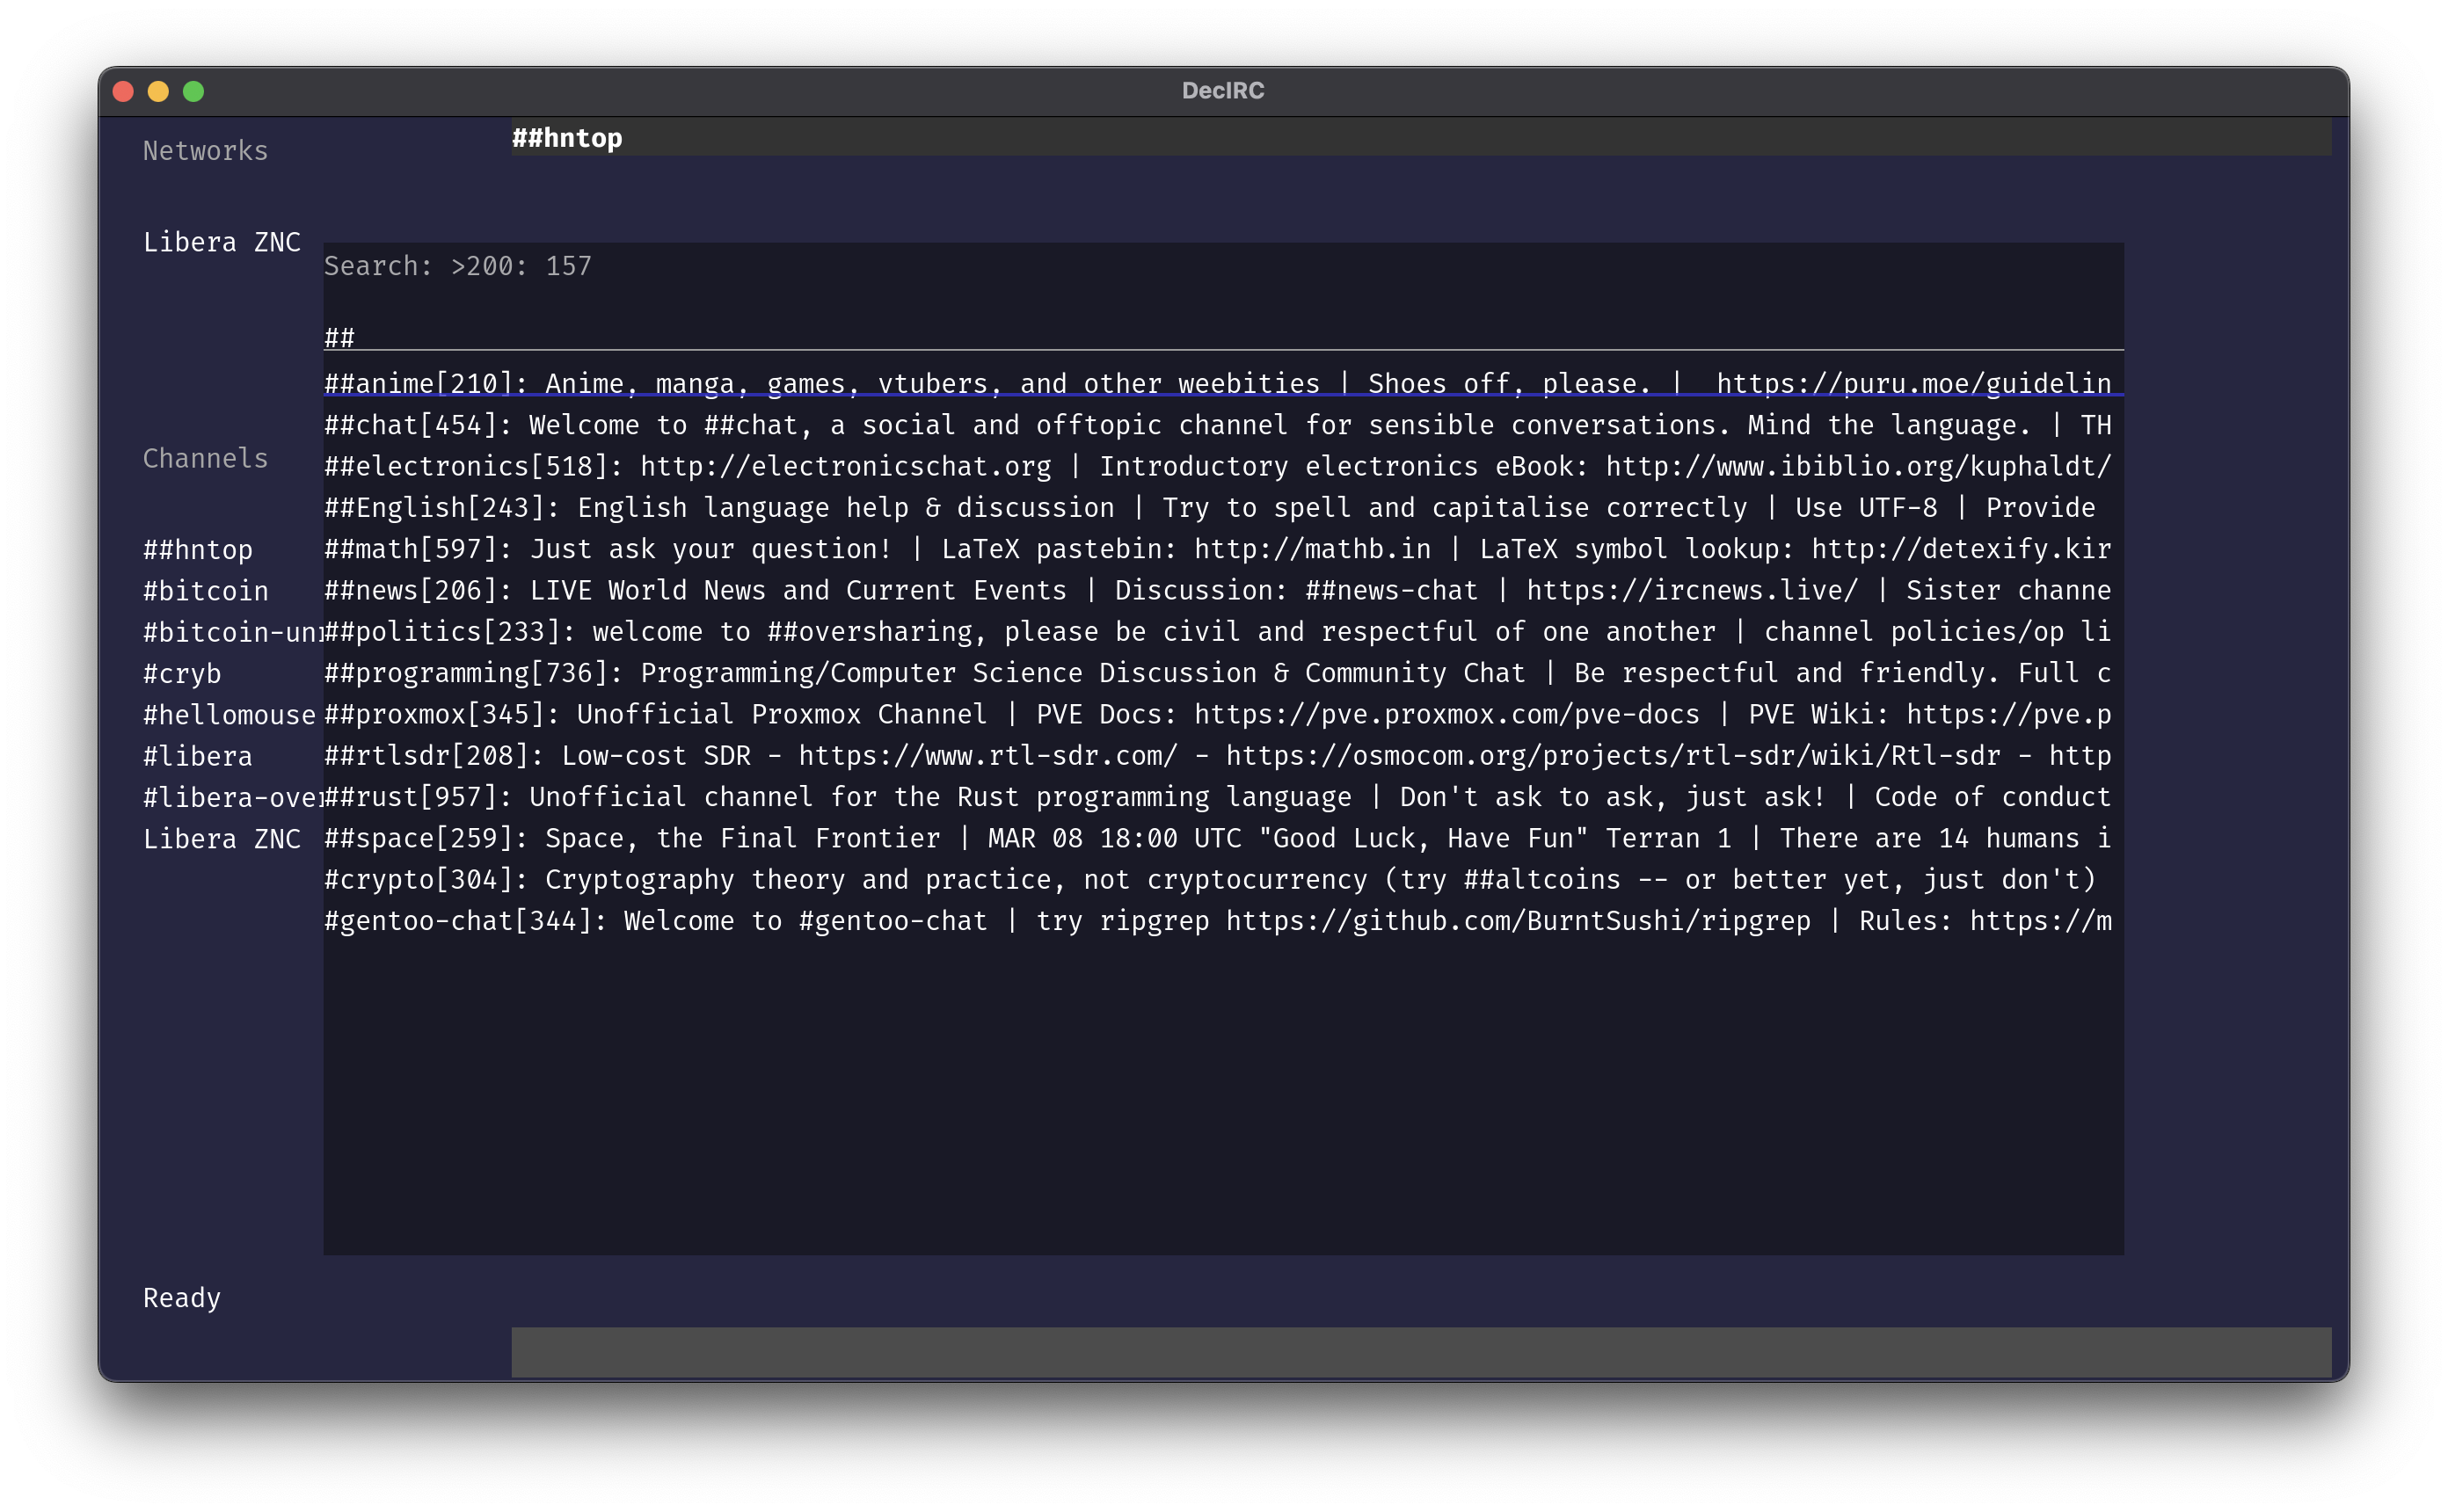 DecIRC
Networks
##hntop
Libera ZNC
Channels
##hntop
#bitcoin
#cryb
#hellomouse
#libera
Libera ZNC
Ready
Search: >200: 157
##
##anime[210]: Anime, manga, games, vtubers, and other weebities | Shoes off, please. |  https://puru.moe/guidelin
##chat[454]: Welcome to ##chat, a social and offtopic channel for sensible conversations. Mind the language. | TH
##electronics[518]: http://electronicschat.org | Introductory electronics eBook: http://www.ibiblio.org/kuphaldt/
##English[243]: English language help & discussion | Try to spell and capitalise correctly | Use UTF-8 | Provide
##math[597]: Just ask your question! | LaTeX pastebin: http://mathb.in | LaTeX symbol lookup: http://detexify.kir
##news[206]: LIVE World News and Current Events | Discussion: ##news-chat | https://ircnews.live/ | Sister channe
##politics[233]: welcome to ##oversharing, please be civil and respectful of one another | channel policies/op li
##programming[736]: Programming/Computer Science Discussion & Community Chat | Be respectful and friendly. Full c
##proxmox[345]: Unofficial Proxmox Channel | PVE Docs: https://pve.proxmox.com/pve-docs | PVE Wiki: https://pve.p
##rtlsdr[208]: Low-cost SDR - https://www.rtl-sdr.com/ - https://osmocom.org/projects/rtl-sdr/wiki/Rtl-sdr - http
##rust[957]: Unofficial channel for the Rust programming language | Don't ask to ask, just ask! | Code of conduct
##space[259]: Space, the Final Frontier | MAR 08 18:00 UTC "Good Luck, Have Fun" Terran 1 | There are 14 humans i
#crypto[304]: Cryptography theory and practice, not cryptocurrency (try ##altcoins -- or better yet, just don't)
#gentoo-chat[344]: Welcome to #gentoo-chat | try ripgrep https://github.com/BurntSushi/ripgrep | Rules: https://m